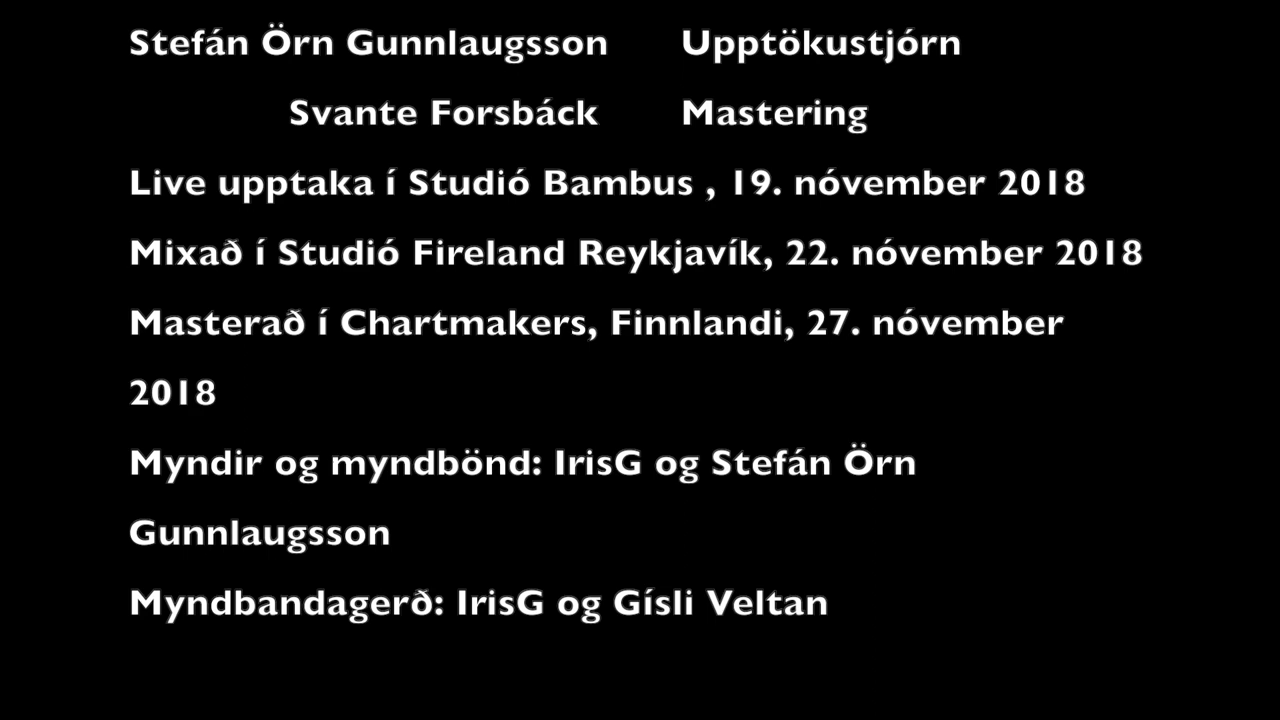 Stefán Örn Gunnlaugsson Upptökustjórn
Svante Forsbáck Mastering
Live upptaka í Studió Bambus , 19. nóvember 2018
Mixað í Studió Fireland Reykjavík, 22. nóvember 2018
Masterað í Chartmakers, Finnlandi, 27. nóvember
2018
Myndir og myndbönd: IrisG og Stefán Örn
Gunnlaugsson
Myndbandagerð: IrisG og Gísli Veltan